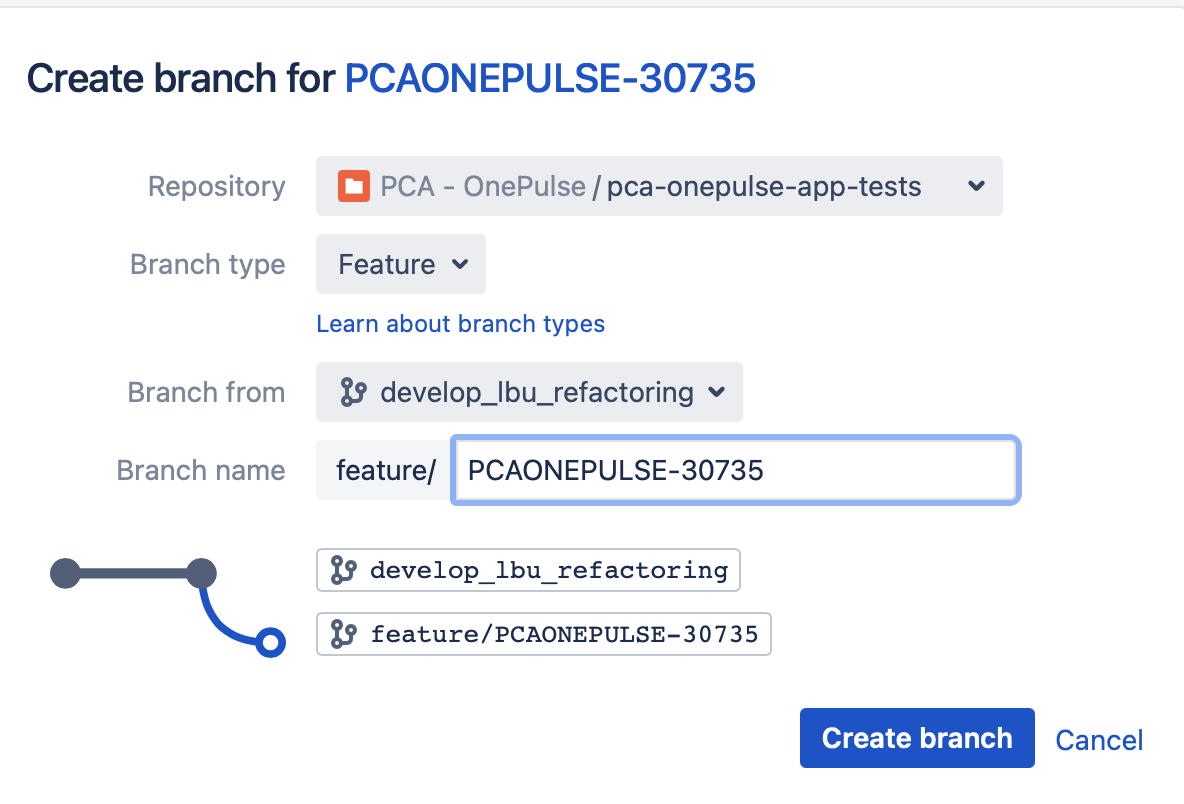 Create branch for PCAONEPULSE-30735
Repository PCA - OnePulse / pca-onepulse-app-tests
Branch type Feature
Learn about branch types
Branch from develop_lbu_refactoring
Branch name feature/ PCAONEPULSE-30735
develop_lbu_refactoring
feature/PCAONEPULSE-30735
Create branch Cancel